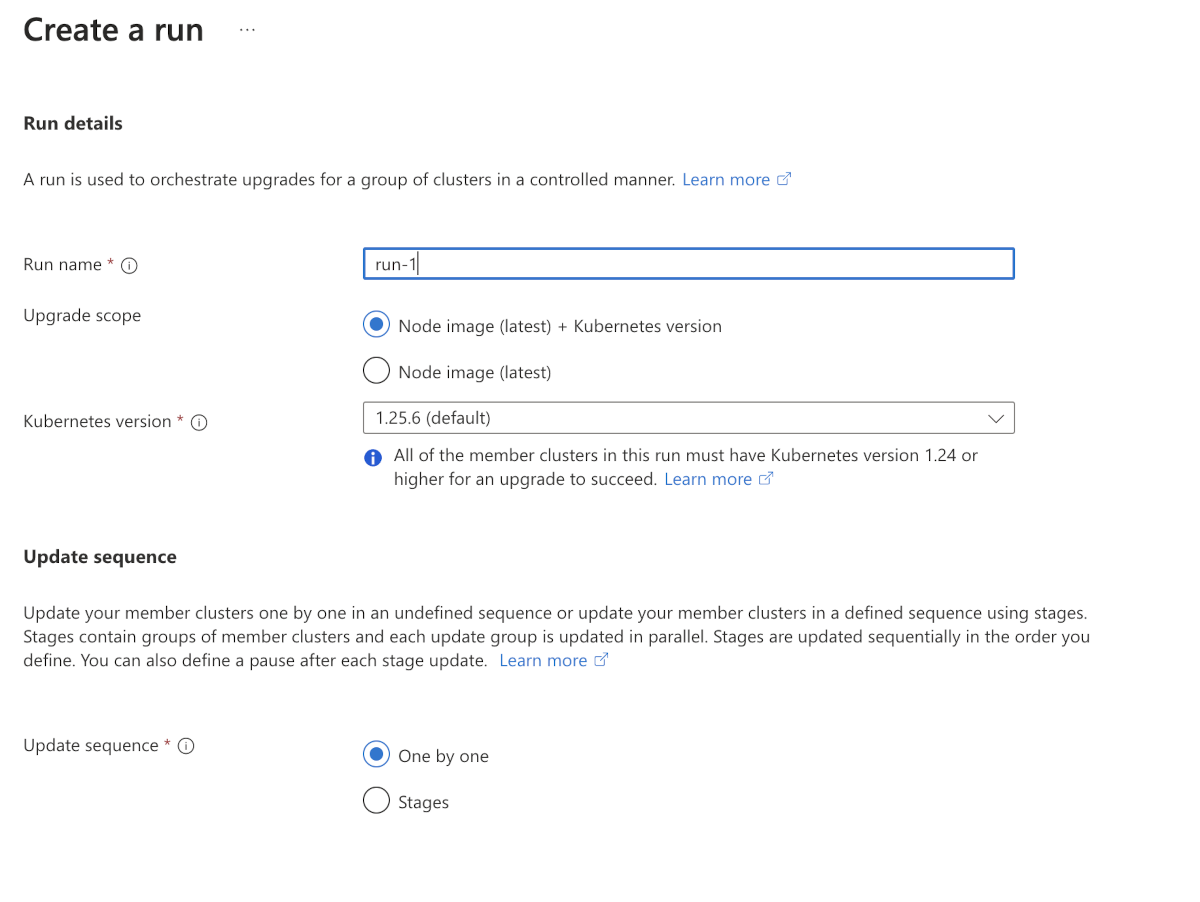 Create a run ...
Run details
A run is used to orchestrate upgrades for a group of clusters in a controlled manner. Learn more
Run name *
run-1
Upgrade scope
Node image (latest) + Kubernetes version
Node image (latest)
Kubernetes version *
1.25.6 (default)
All of the member clusters in this run must have Kubernetes version 1.24 or
higher for an upgrade to succeed. Learn more
Update sequence
Update your member clusters one by one in an undefined sequence or update your member clusters in a defined sequence using stages.
Stages contain groups of member clusters and each update group is updated in parallel. Stages are updated sequentially in the order you
define. You can also define a pause after each stage update. Learn more
Update sequence *
One by one
Stages